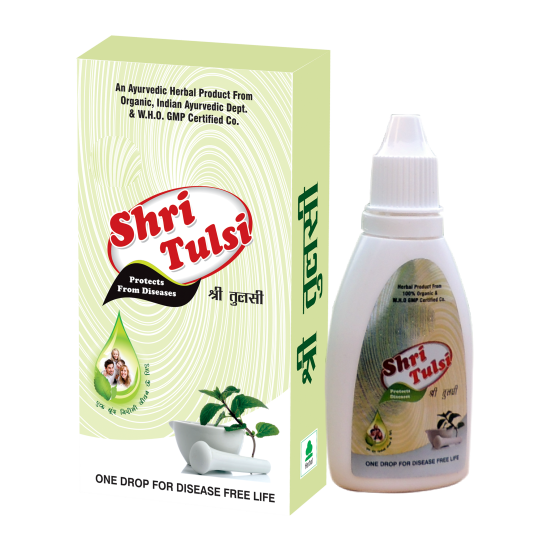 An Ayurvedic Herbal Product From
Organic, Indian Ayurvedic Dept.
& W.H.O. GMP Certified Co.
Shri
Tulsi
Protects
From Diseases
श्री तुलसी
ONE DROP FOR DISEASE FREE LIFE
श्री तुलसी
Herbal
Herbal Product From
100% Organic &
W.H.O GMP Certified Co.
Shri
Tulsi
Protects
Diseases
श्री तुलसी
ONE DROP FOR DISEASE FREE LIFE